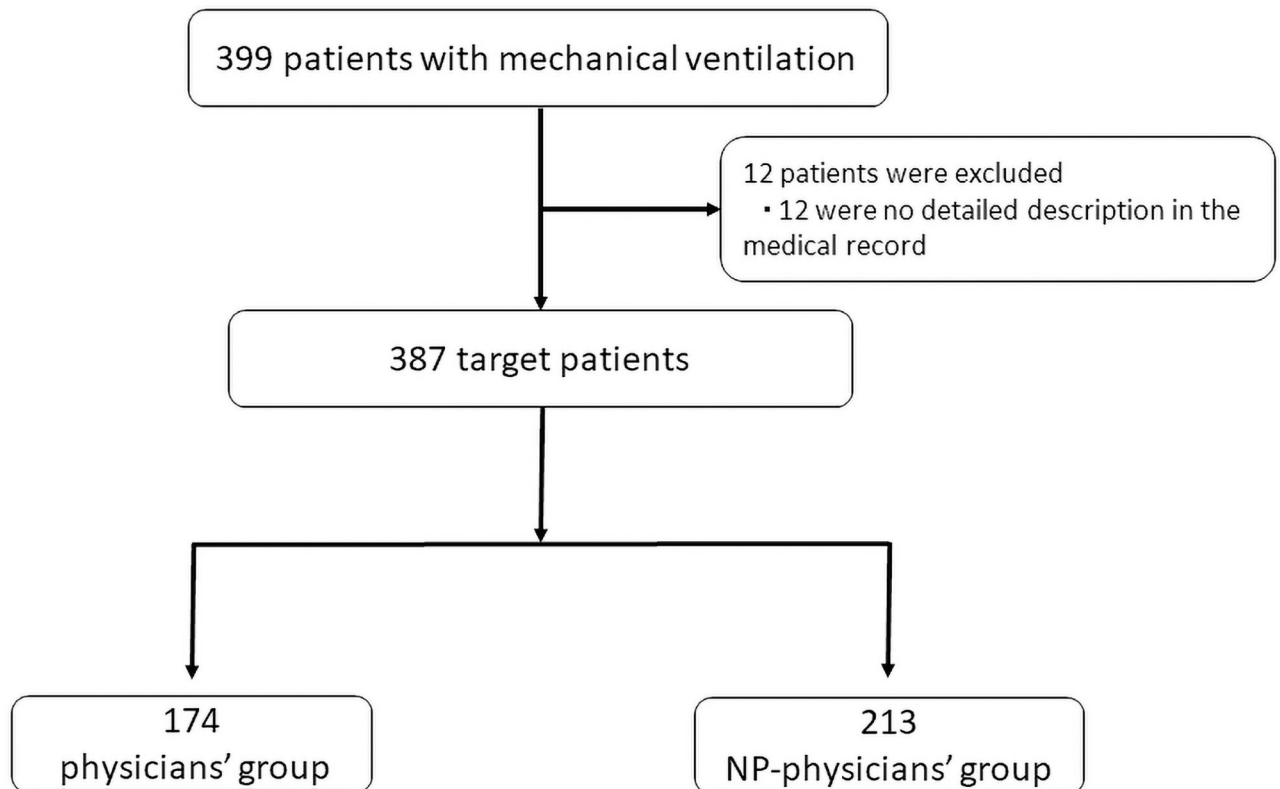 399 patients with mechanical ventilation
12 patients were excluded
・12 were no detailed description in the
medical record
387 target patients
174
physicians’ group
213
NP-physicians’ group